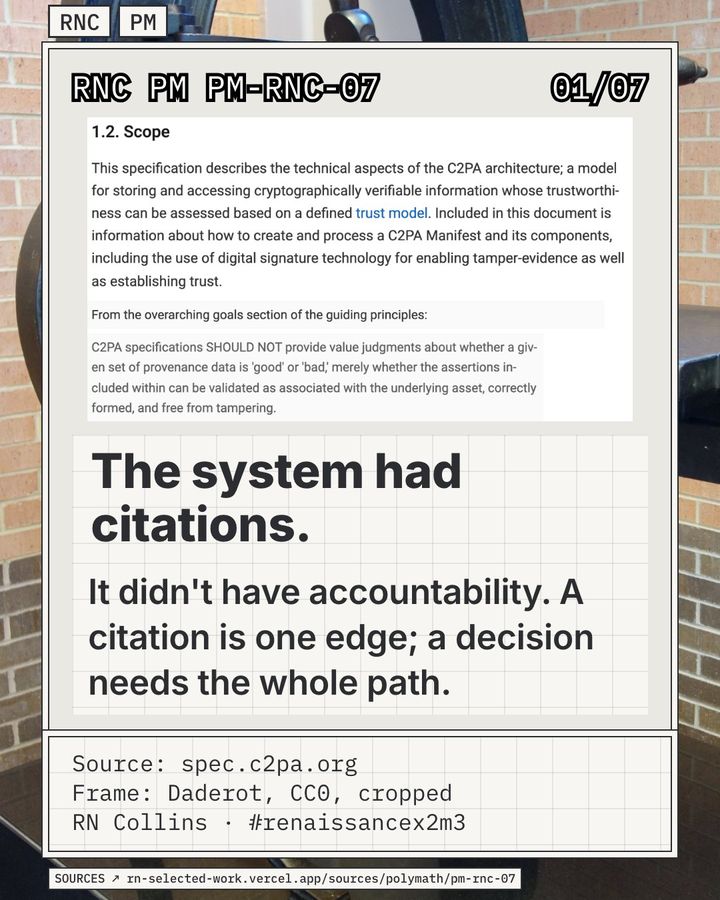 RNC PM
RNC PM PM-RNC-07 01/07
1.2. Scope
This specification describes the technical aspects of the C2PA architecture; a model
for storing and accessing cryptographically verifiable information whose trustworthi-
ness can be assessed based on a defined trust model. Included in this document is
information about how to create and process a C2PA Manifest and its components,
including the use of digital signature technology for enabling tamper-evidence as well
as establishing trust.
From the overarching goals section of the guiding principles:
C2PA specifications SHOULD NOT provide value judgments about whether a giv-
en set of provenance data is 'good' or 'bad,' merely whether the assertions in-
cluded within can be validated as associated with the underlying asset, correctly
formed, and free from tampering.
The system had
citations.
It didn't have accountability. A
citation is one edge; a decision
needs the whole path.
Source: spec.c2pa.org
Frame: Daderot, CC0, cropped
RN Collins · #renaissancex2m3
SOURCES ↗ rn-selected-work.vercel.app/sources/polymath/pm-rnc-07